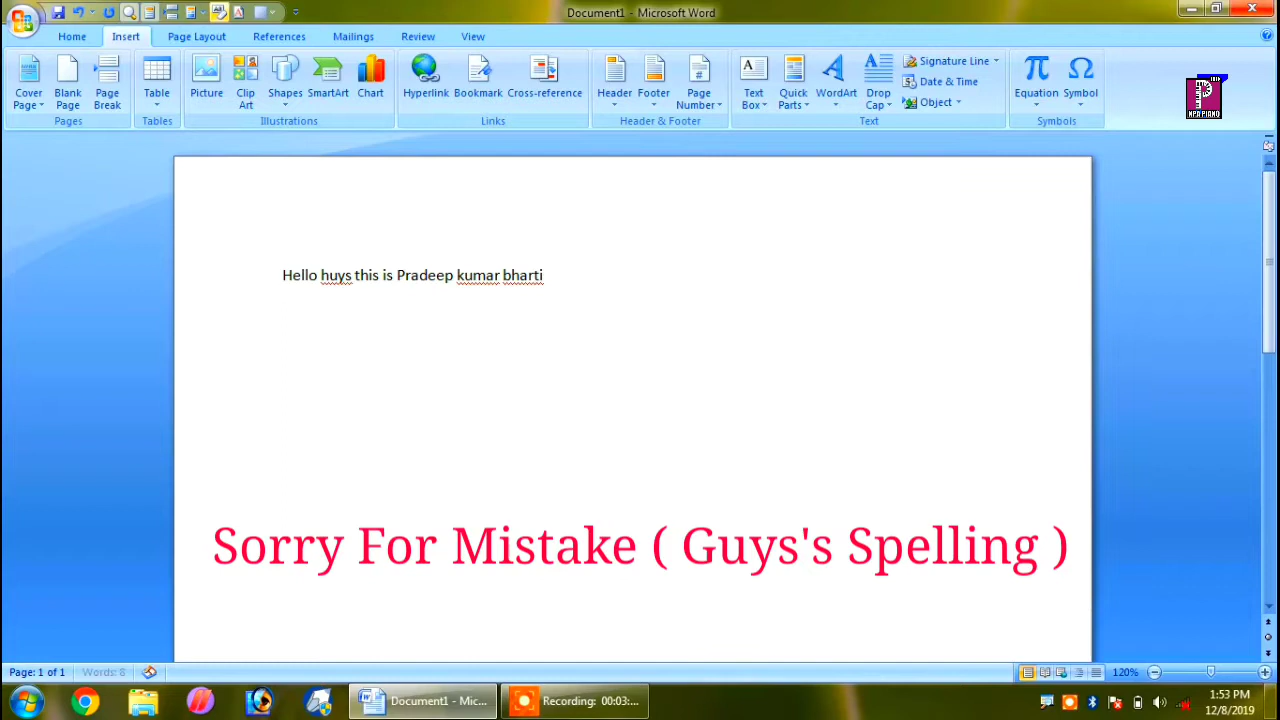 Document1 - Microsoft Word
Home Insert Page Layout References Mailings Review View
Cover Page Blank Page Page Break
Pages
Table
Tables
Picture Clip Art Shapes SmartArt Chart
Illustrations
Hyperlink Bookmark Cross-reference
Links
Header Footer Page Number
Header & Footer
Text Box Quick Parts WordArt Drop Cap
Signature Line
Date & Time
Object
Text
Equation Symbol
Symbols
MPA PIANO
Hello huys this is Pradeep kumar bharti
Sorry For Mistake ( Guys's Spelling )
Page: 1 of 1 Words: 8 120%
Document1 - Mic... Recording: 00:03:...
1:53 PM
12/8/2019